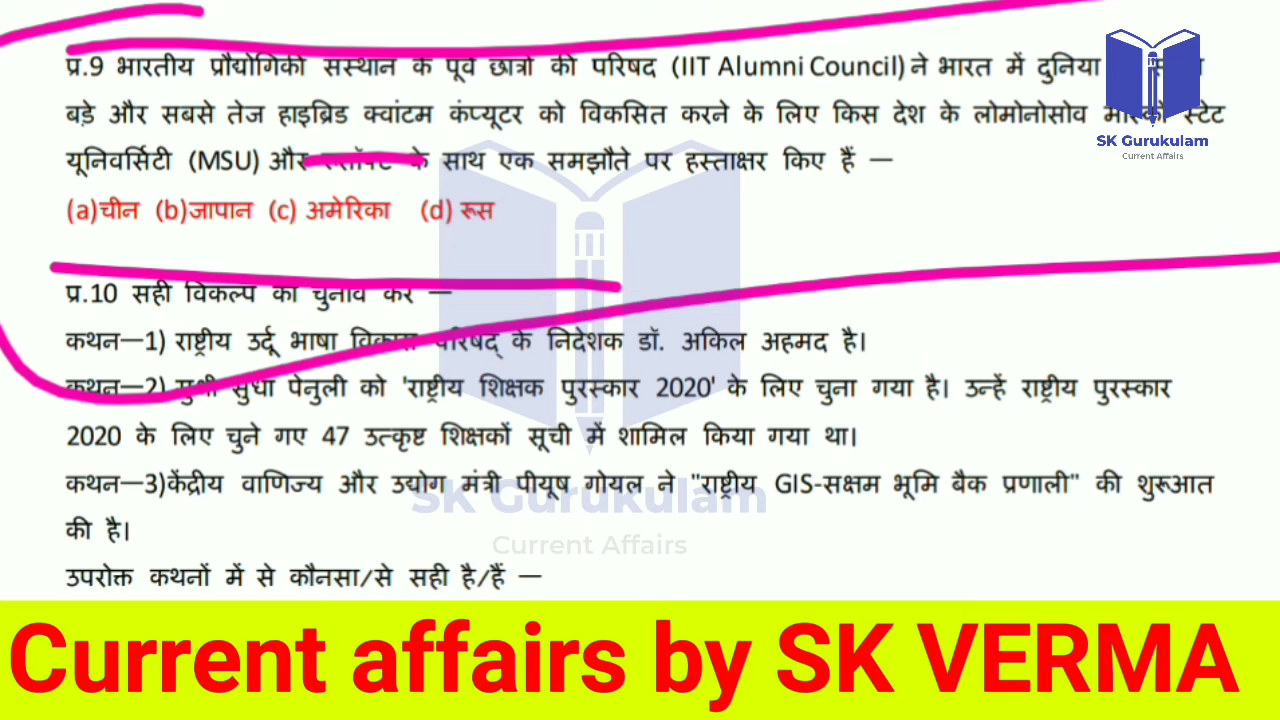 प्र.9 भारतीय प्रौद्योगिकी संस्थान के पूर्व छात्रों की परिषद (IIT Alumni Council) ने भारत में दुनिया
बड़े और सबसे तेज हाइब्रिड क्वांटम कंप्यूटर को विकसित करने के लिए किस देश के लोमोनोसोव मॉस्को स्टेट
यूनिवर्सिटी (MSU) और के साथ एक समझौते पर हस्ताक्षर किए हैं —
(a)चीन (b)जापान (c) अमेरिका (d) रूस
प्र.10 सही विकल्प का चुनाव करें —
कथन—1) राष्ट्रीय उर्दू भाषा विकास परिषद् के निदेशक डॉ. अकिल अहमद है।
कथन—2) सुश्री सुधा पेनुली को 'राष्ट्रीय शिक्षक पुरस्कार 2020' के लिए चुना गया है। उन्हें राष्ट्रीय पुरस्कार
2020 के लिए चुने गए 47 उत्कृष्ट शिक्षकों सूची में शामिल किया गया था।
कथन—3)केंद्रीय वाणिज्य और उद्योग मंत्री पीयूष गोयल ने "राष्ट्रीय GIS-सक्षम भूमि बैंक प्रणाली" की शुरूआत
की है।
उपरोक्त कथनों में से कौनसा/से सही है/हैं —
SK Gurukulam
Current Affairs
SK Gurukulam
Current Affairs
Current affairs by SK VERMA